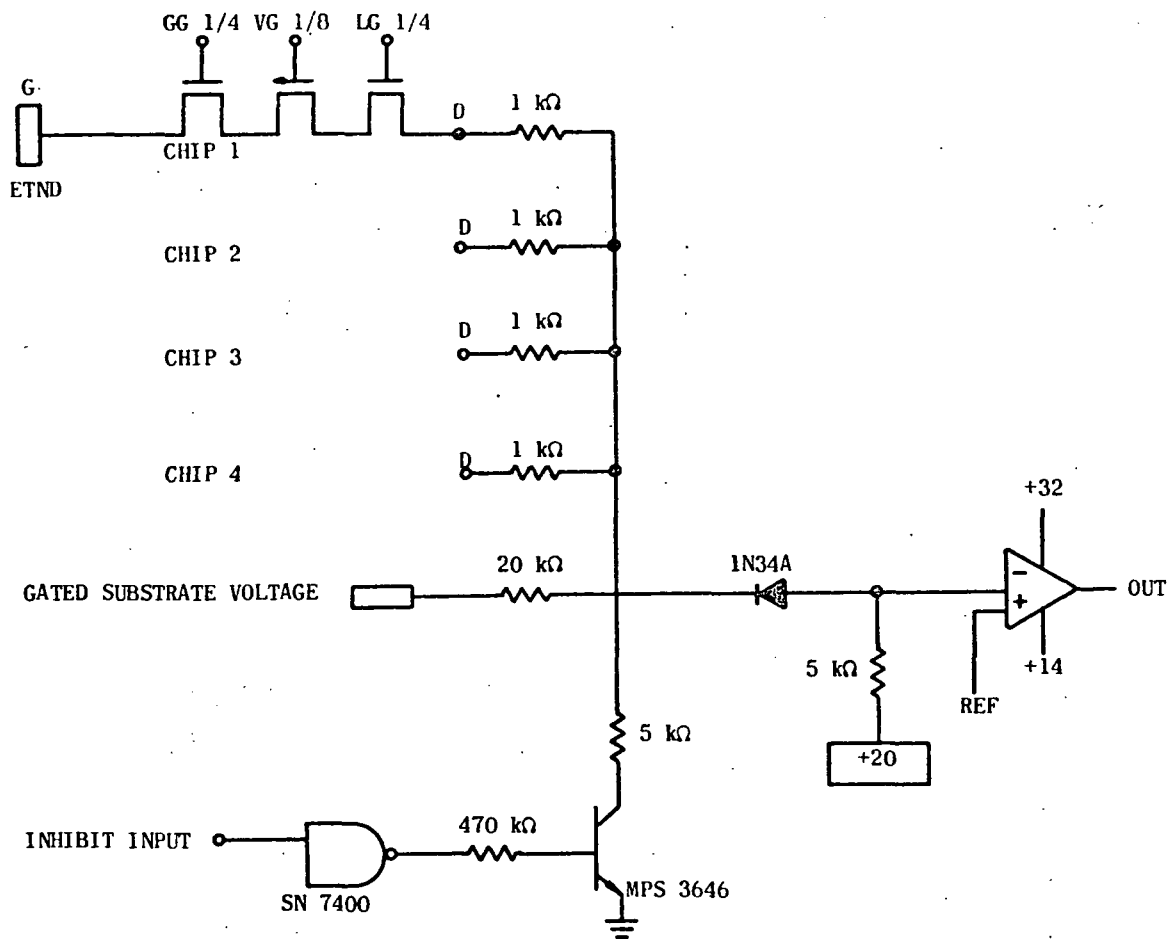 GG 1/4 VG 1/8 LG 1/4
G
D
1 kΩ
CHIP 1
ETND
CHIP 2
D
1 kΩ
CHIP 3
D
1 kΩ
CHIP 4
D
1 kΩ
+32
GATED SUBSTRATE VOLTAGE
20 kΩ
1N34A
-
+
OUT
+14
REF
5 kΩ
+20
5 kΩ
INHIBIT INPUT
SN 7400
470 kΩ
MPS 3646